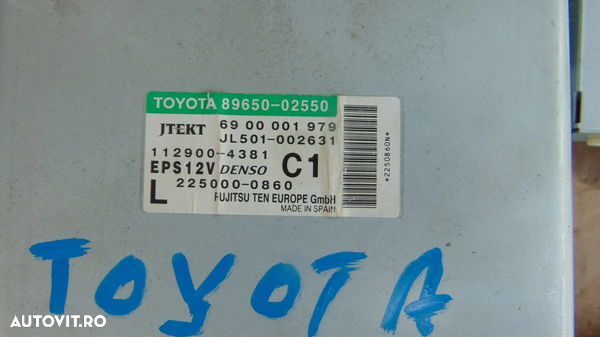 TOYOTA 89650-02550
JTEKT 69 00 001 979
JL501-002631
112900-4381 C1
EPS12V DENSO
L 225000-0860
FUJITSU TEN EUROPE GmbH
MADE IN SPAIN
*2250860N*
TOYOTA
AUTOVIT.RO